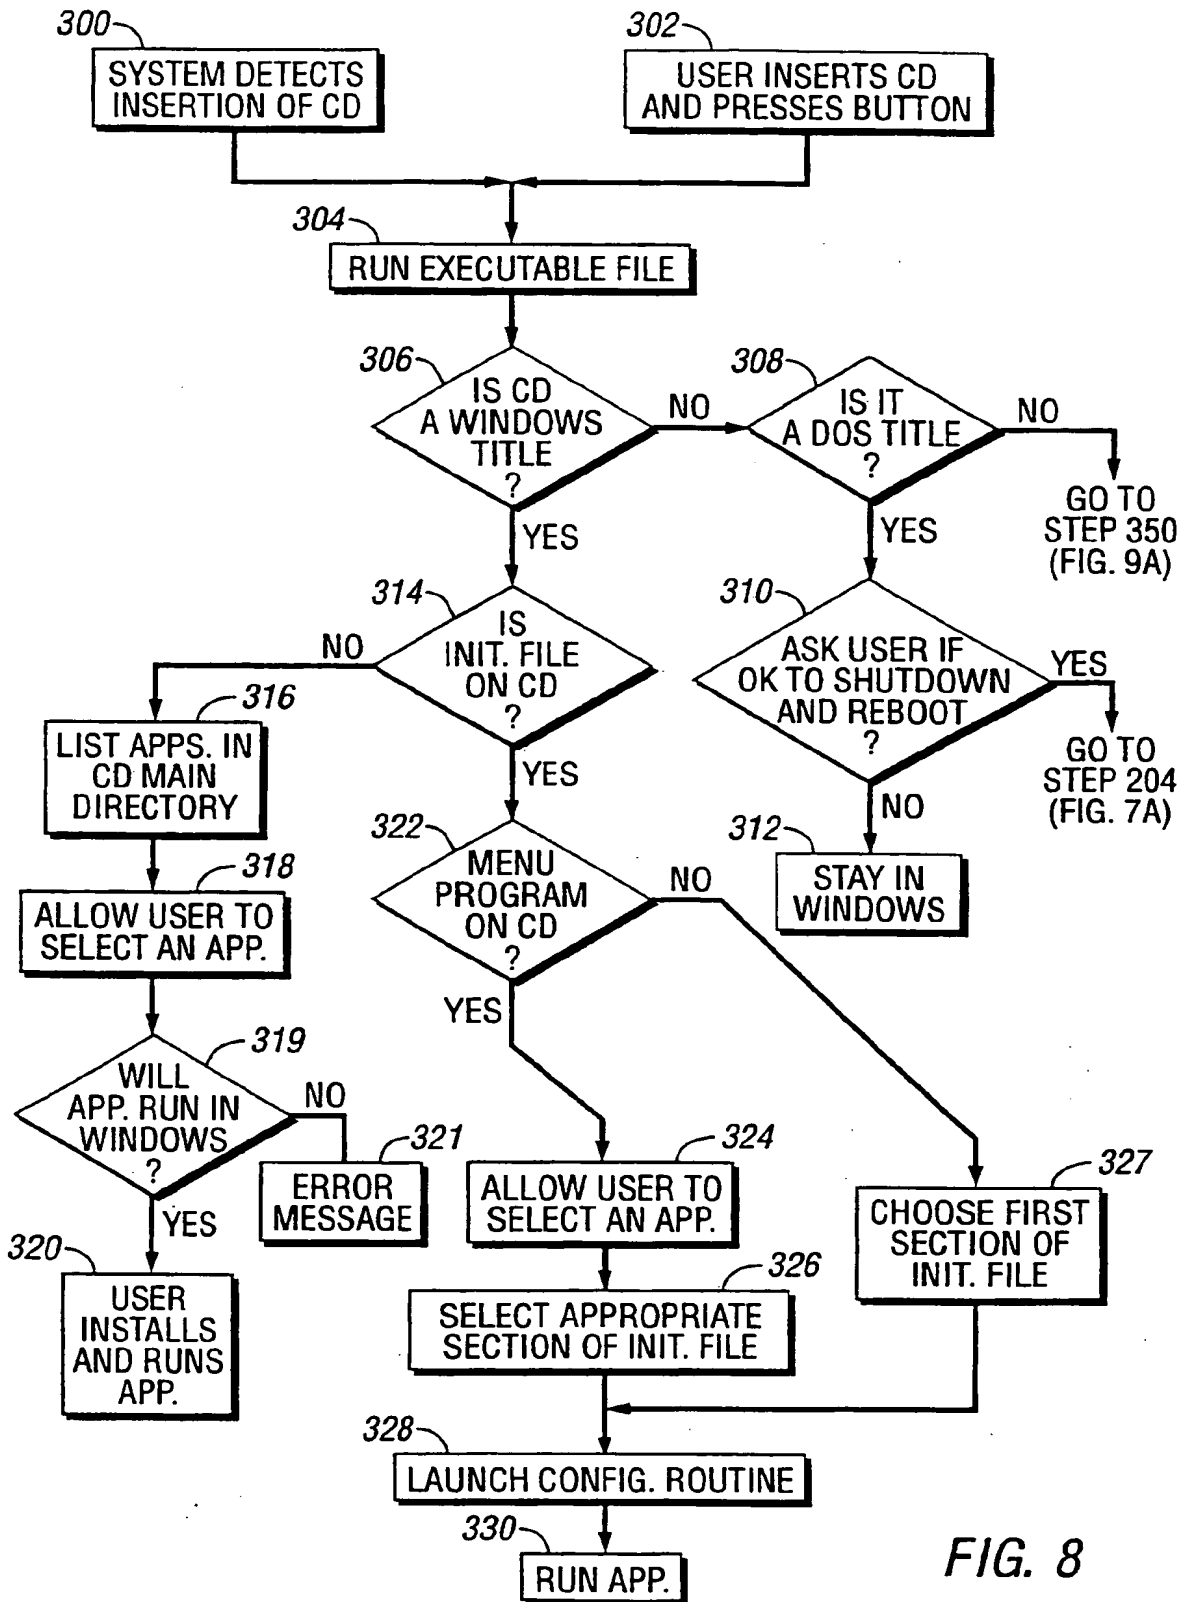 300
SYSTEM DETECTS
INSERTION OF CD
302
USER INSERTS CD
AND PRESSES BUTTON
304
RUN EXECUTABLE FILE
306
IS CD
A WINDOWS
TITLE
?
NO
YES
308
IS IT
A DOS TITLE
?
NO
GO TO
STEP 350
(FIG. 9A)
YES
310
ASK USER IF
OK TO SHUTDOWN
AND REBOOT
?
YES
GO TO
STEP 204
(FIG. 7A)
NO
312
STAY IN
WINDOWS
314
IS
INIT. FILE
ON CD
?
NO
YES
316
LIST APPS. IN
CD MAIN
DIRECTORY
318
ALLOW USER TO
SELECT AN APP.
319
WILL
APP. RUN IN
WINDOWS
?
NO
321
ERROR
MESSAGE
YES
320
USER
INSTALLS
AND RUNS
APP.
322
MENU
PROGRAM
ON CD
?
NO
YES
324
ALLOW USER TO
SELECT AN APP.
326
SELECT APPROPRIATE
SECTION OF INIT. FILE
327
CHOOSE FIRST
SECTION OF
INIT. FILE
328
LAUNCH CONFIG. ROUTINE
330
RUN APP.
FIG. 8